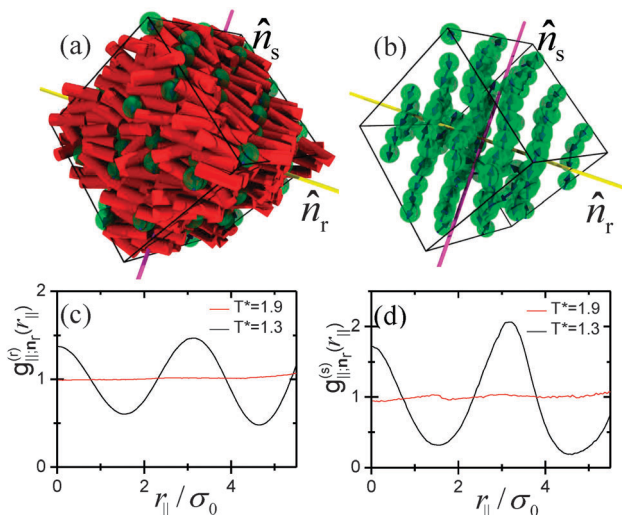 (a)
n̂s
n̂r
(b)
n̂s
n̂r
(c)
T*=1.9
T*=1.3
g(r)∥;nr(r∥)
2
1
0
0 2 4
r∥/σ0
(d)
T*=1.9
T*=1.3
g(s)∥;nr(r∥)
2
1
0
0 2 4
r∥/σ0